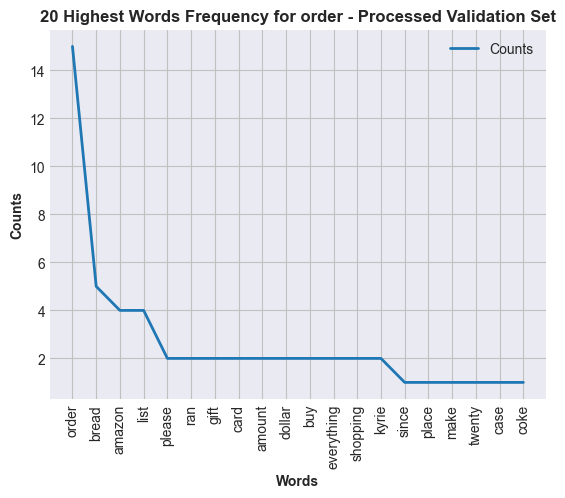 20 Highest Words Frequency for order - Processed Validation Set
Counts
14
12
10
8
6
4
2
Counts
order
bread
amazon
list
please
ran
gift
card
amount
dollar
buy
everything
shopping
kyrie
since
place
make
twenty
case
coke
Words